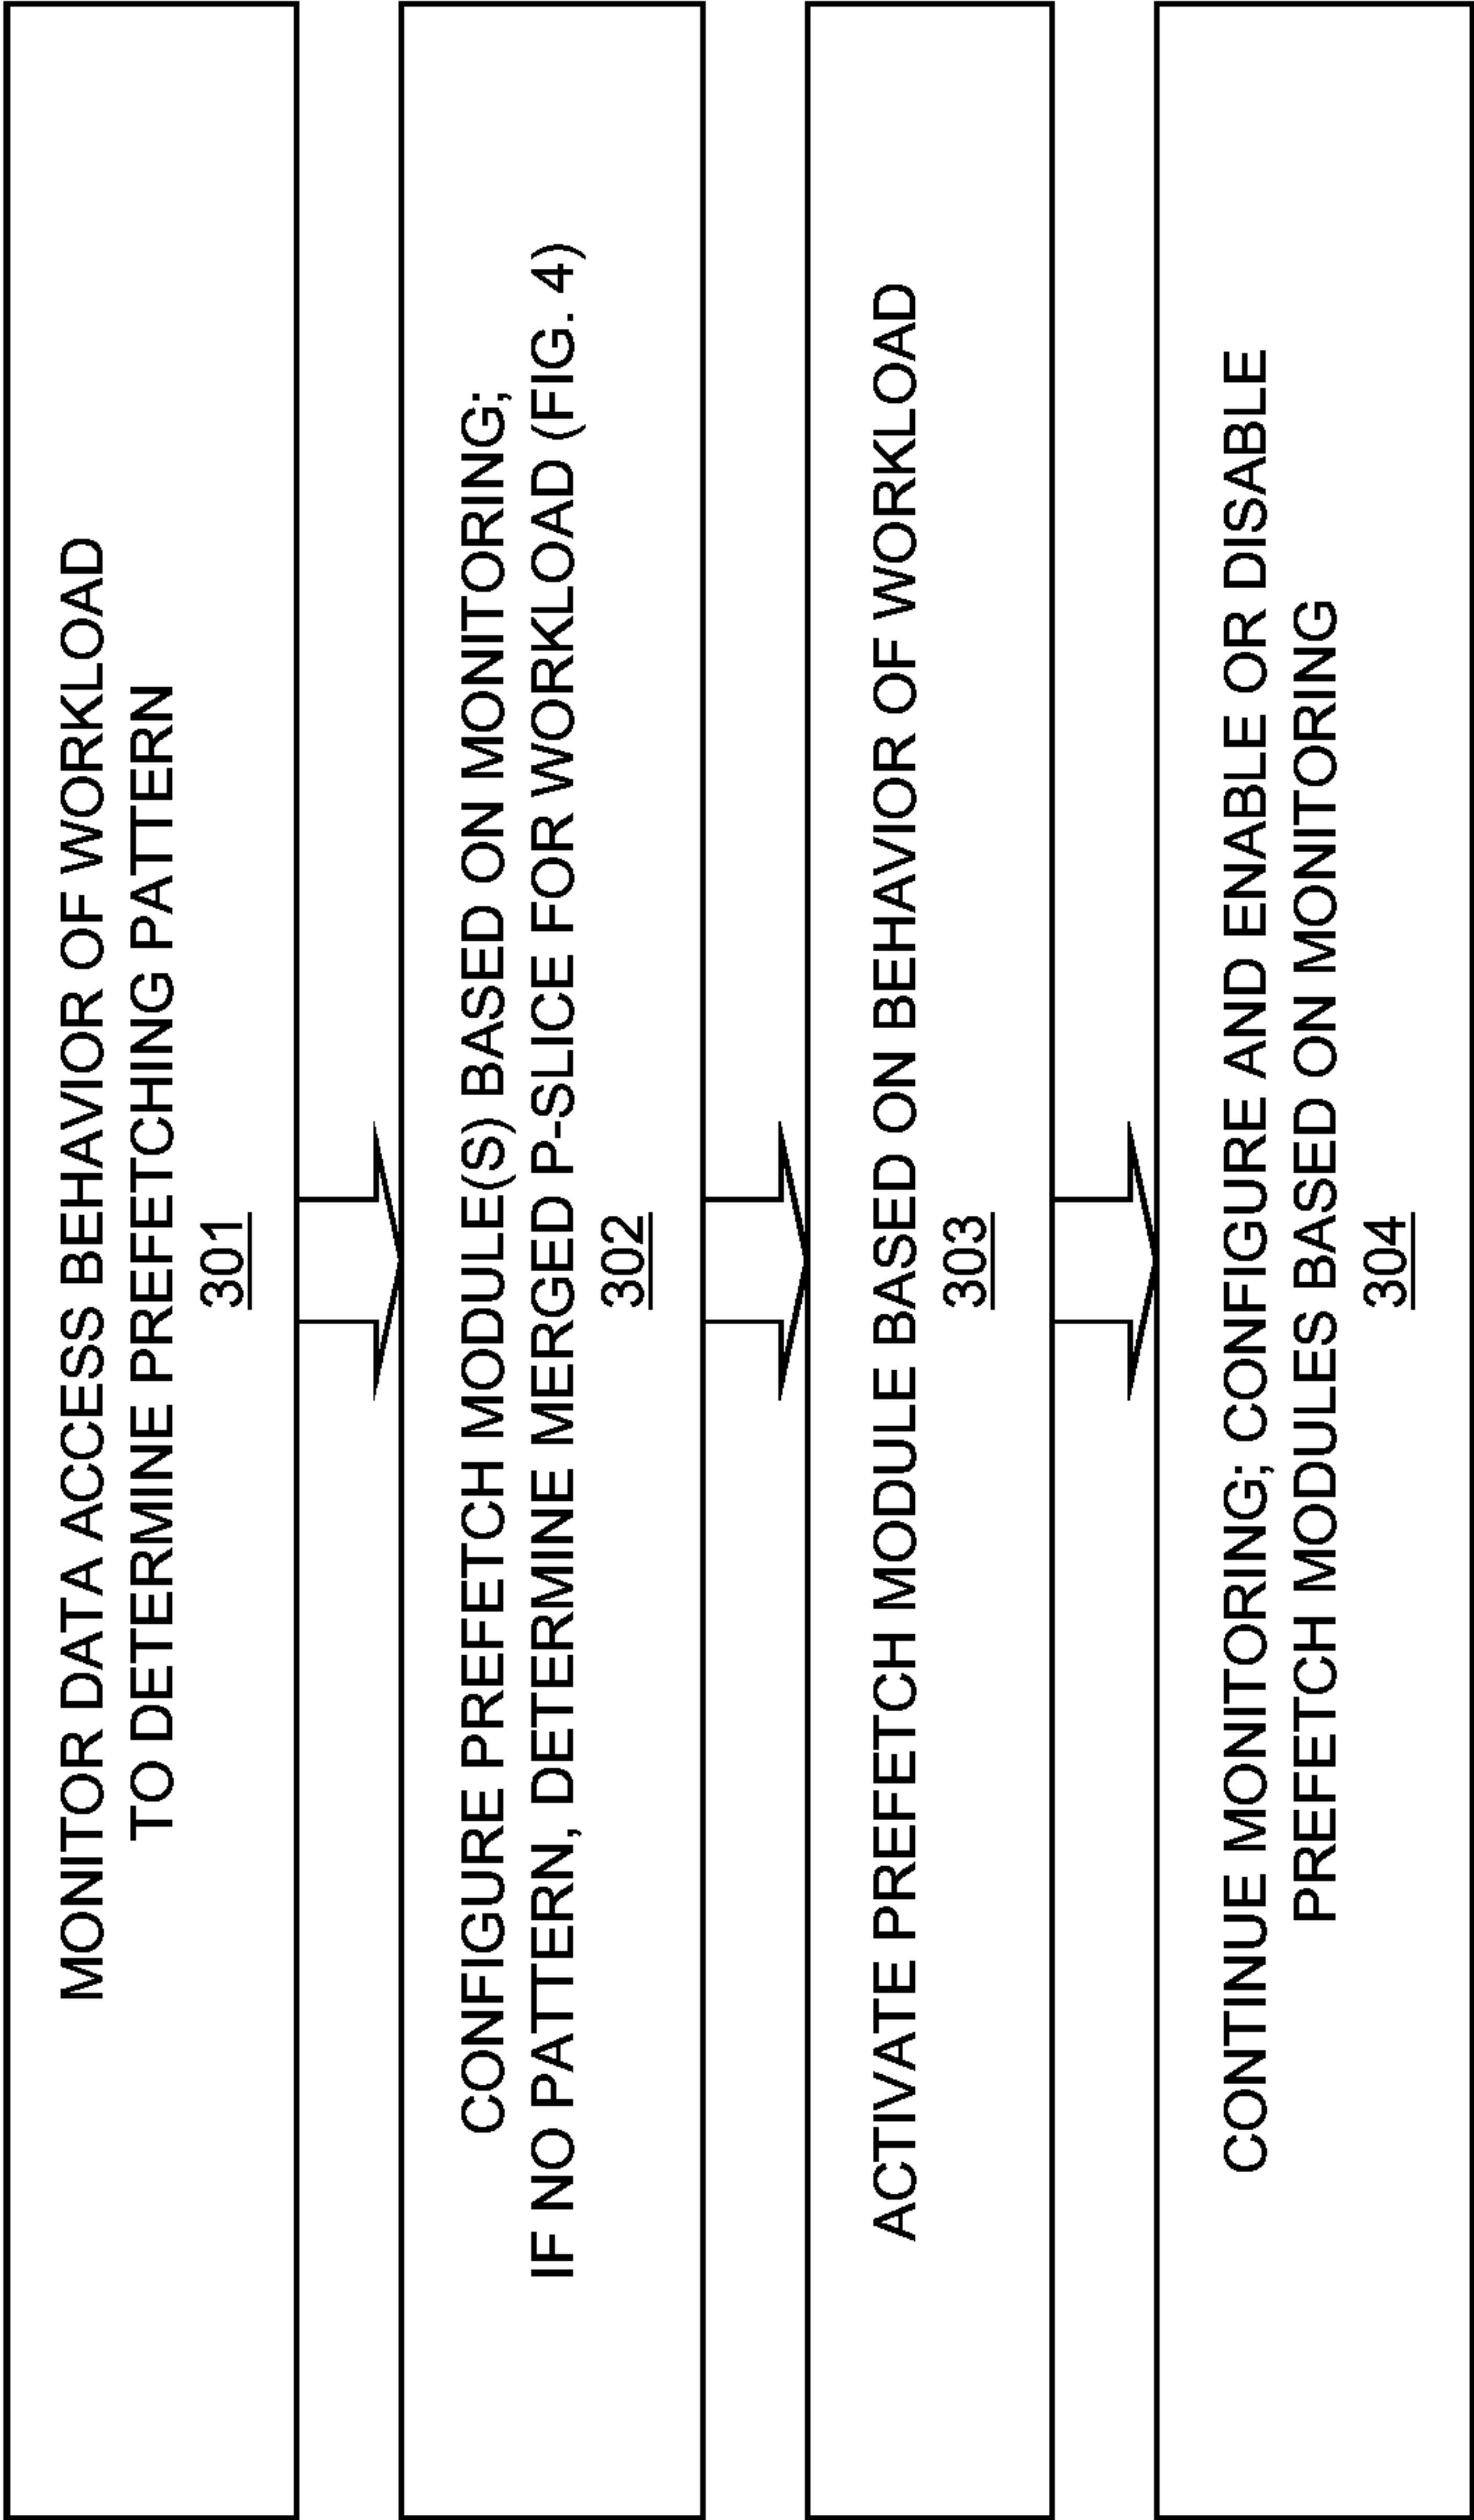 MONITOR DATA ACCESS BEHAVIOR OF WORKLOAD
TO DETERMINE PREFETCHING PATTERN
301
CONFIGURE PREFETCH MODULE(S) BASED ON MONITORING;
IF NO PATTERN, DETERMINE MERGED P-SLICE FOR WORKLOAD (FIG. 4)
302
ACTIVATE PREFETCH MODULE BASED ON BEHAVIOR OF WORKLOAD
303
CONTINUE MONITORING; CONFIGURE AND ENABLE OR DISABLE
PREFETCH MODULES BASED ON MONITORING
304